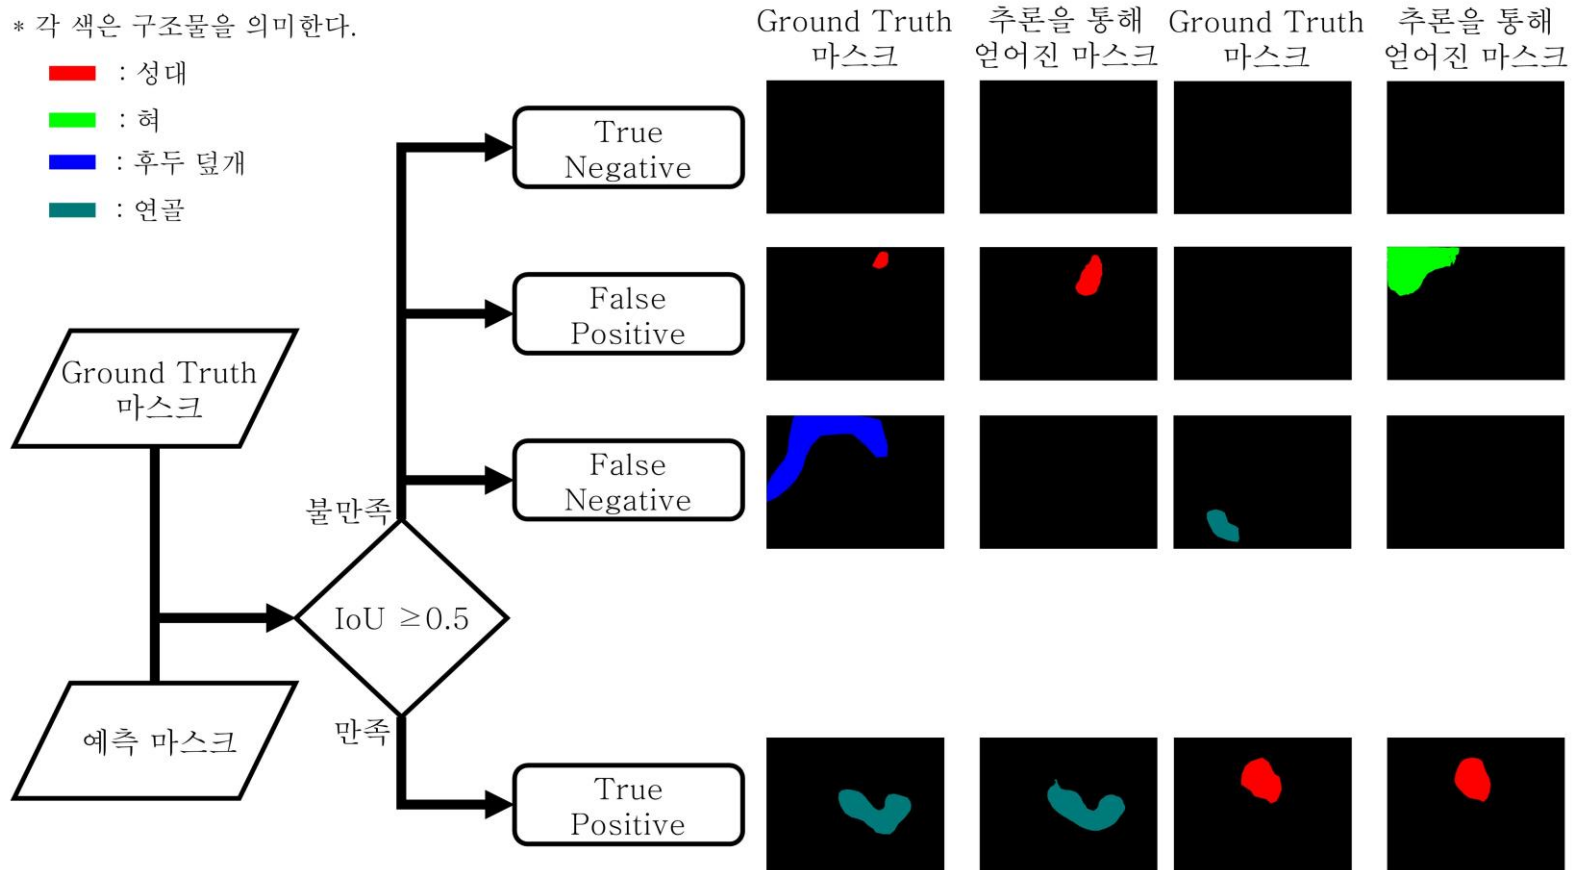 * 각 색은 구조물을 의미한다.
: 성대
: 혀
: 후두 덮개
: 연골
Ground Truth
마스크
추론을 통해
얻어진 마스크
Ground Truth
마스크
추론을 통해
얻어진 마스크
True
Negative
False
Positive
Ground Truth
마스크
False
Negative
불만족
IoU ≥0.5
만족
예측 마스크
True
Positive